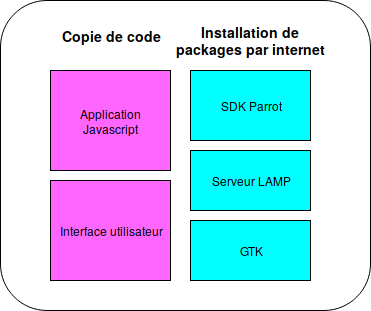 Copie de code
Installation de
packages par internet
Application
Javascript
Interface utilisateur
SDK Parrot
Serveur LAMP
GTK